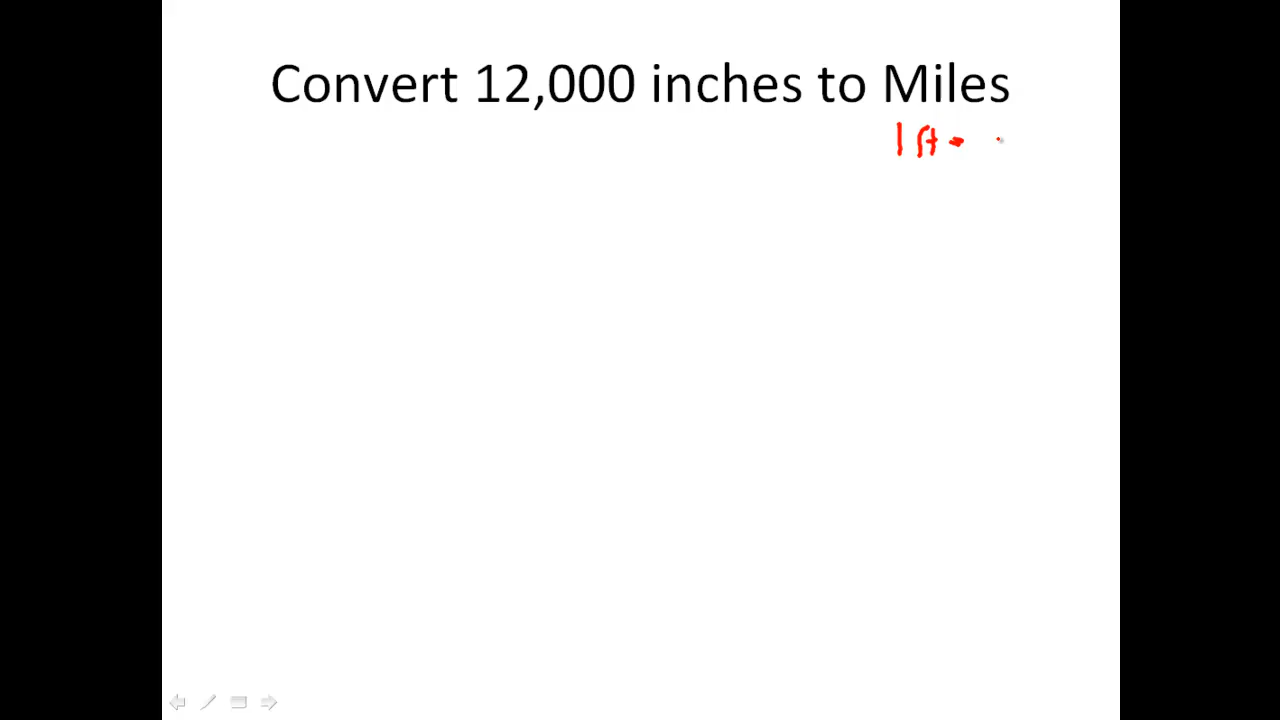 Convert 12,000 inches to Miles
1 ft =